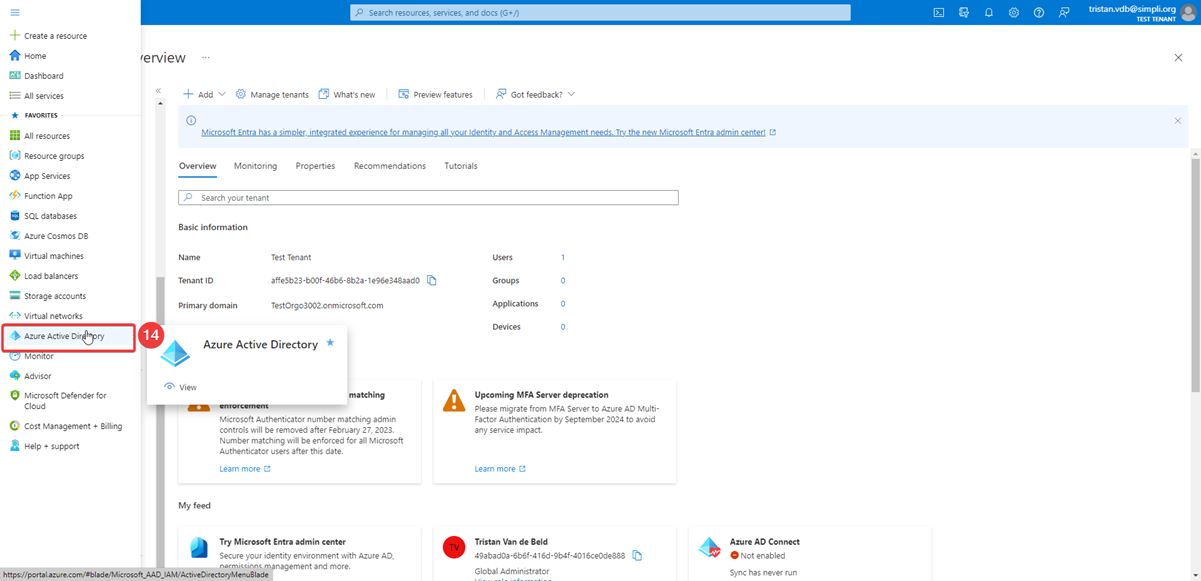 Search resources, services, and docs (G+/)
tristan.vdb@simpli.org
TEST TENANT
Create a resource
Home
Dashboard
All services
FAVORITES
All resources
Resource groups
App Services
Function App
SQL databases
Azure Cosmos DB
Virtual machines
Load balancers
Storage accounts
Virtual networks
Azure Active Directory
Monitor
Advisor
Microsoft Defender for
Cloud
Cost Management + Billing
Help + support
14
Azure Active Directory
View
verview
...
Add
Manage tenants
What's new
Preview features
Got feedback?
Microsoft Entra has a simpler, integrated experience for managing all your Identity and Access Management needs. Try the new Microsoft Entra admin center!
Overview
Monitoring
Properties
Recommendations
Tutorials
Search your tenant
Basic information
Name Test Tenant
Tenant ID affe5b23-b00f-46b6-8b2a-1e96e348aad0
Primary domain TestOrgo3002.onmicrosoft.com
Users 1
Groups 0
Applications 0
Devices 0
matching
enforcement
Microsoft Authenticator number matching admin
controls will be removed after February 27, 2023.
Number matching will be enforced for all Microsoft
Authenticator users after this date.
Learn more
Upcoming MFA Server deprecation
Please migrate from MFA Server to Azure AD Multi-
Factor Authentication by September 2024 to avoid
any service impact.
Learn more
My feed
Try Microsoft Entra admin center
Secure your identity environment with Azure AD,
permissions management and more.
TV
Tristan Van de Beld
49abad0a-6b6f-416d-9b4f-4016ce0de888
Global Administrator
View role information
Azure AD Connect
Not enabled
Sync has never run
https://portal.azure.com/#blade/Microsoft_AAD_IAM/ActiveDirectoryMenuBlade